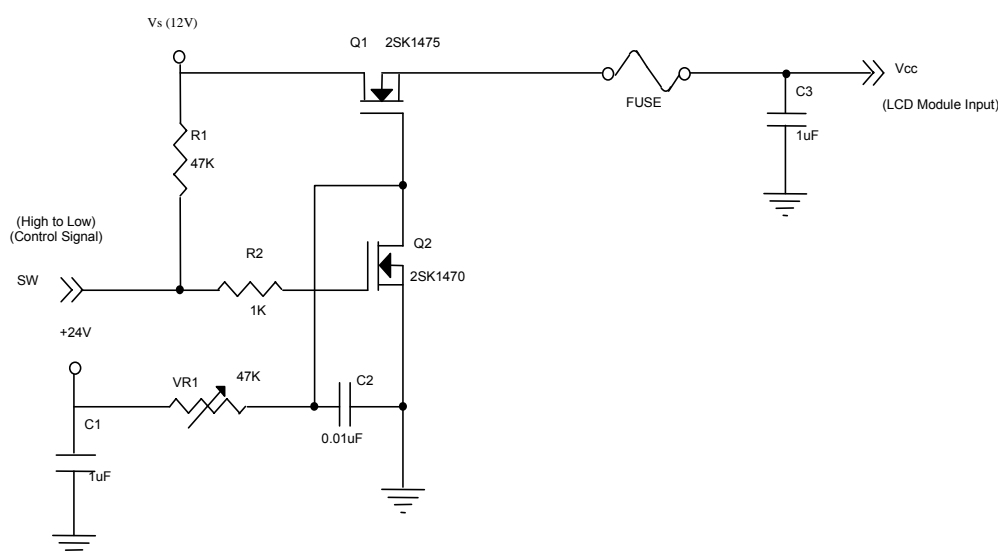 Vs (12V)
Q1 2SK1475
FUSE
Vcc
(LCD Module Input)
C3
1uF
R1
47K
(High to Low)
(Control Signal)
SW
R2
1K
Q2
2SK1470
+24V
VR1
47K
C2
0.01uF
C1
1uF